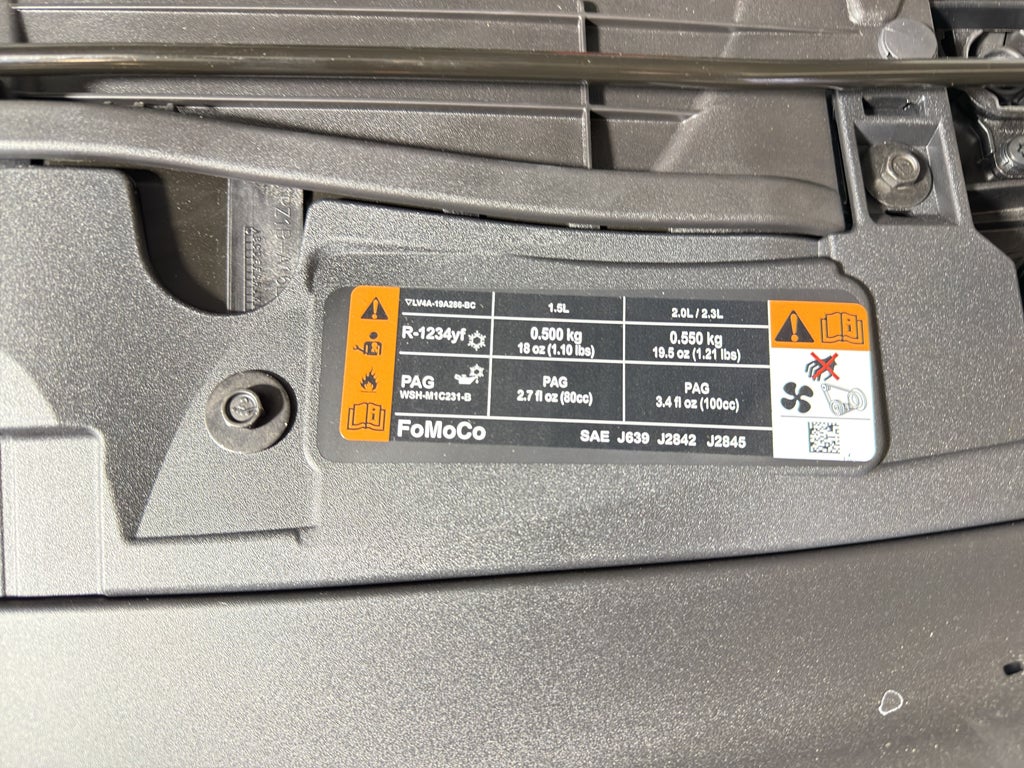 ▽LV4A-19A286-BC 1.5L 2.0L / 2.3L
R-1234yf 0.500 kg 0.550 kg
18 oz (1.10 lbs) 19.5 oz (1.21 lbs)
PAG PAG PAG
WSH-M1C231-B 2.7 fl oz (80cc) 3.4 fl oz (100cc)
FoMoCo SAE J639 J2842 J2845